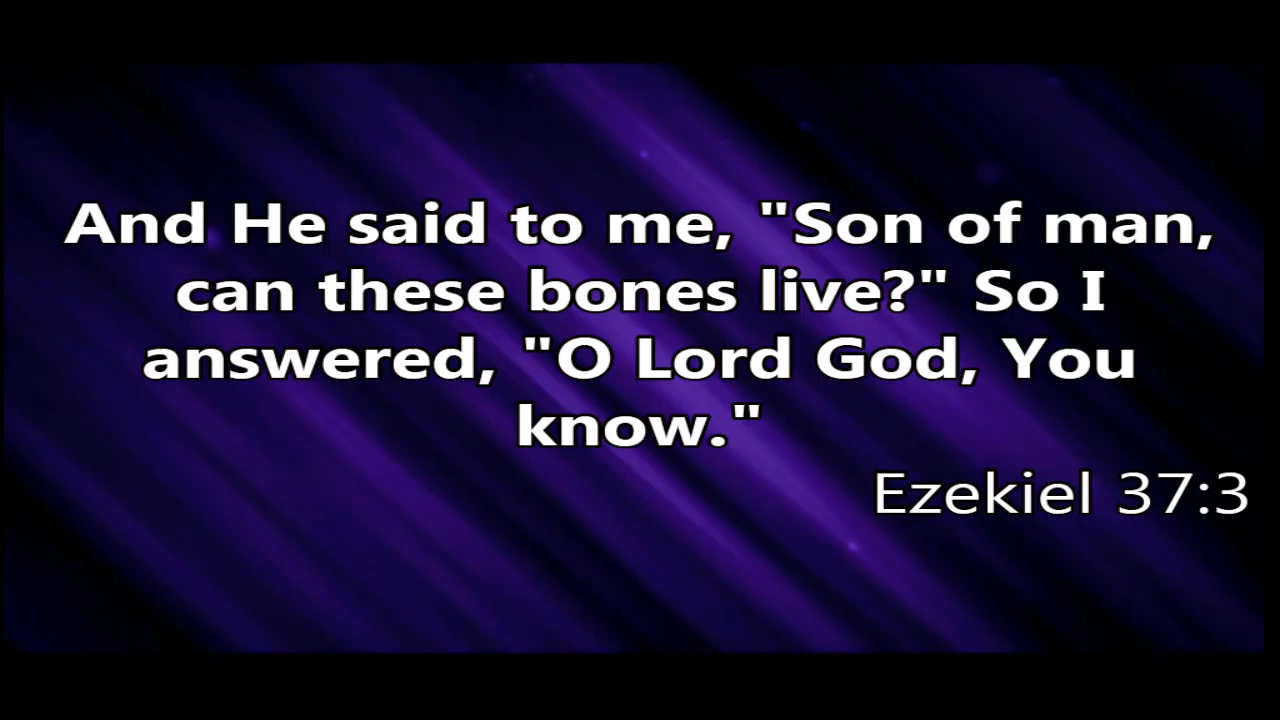 And He said to me, "Son of man,
can these bones live?" So I
answered, "O Lord God, You
know."
Ezekiel 37:3